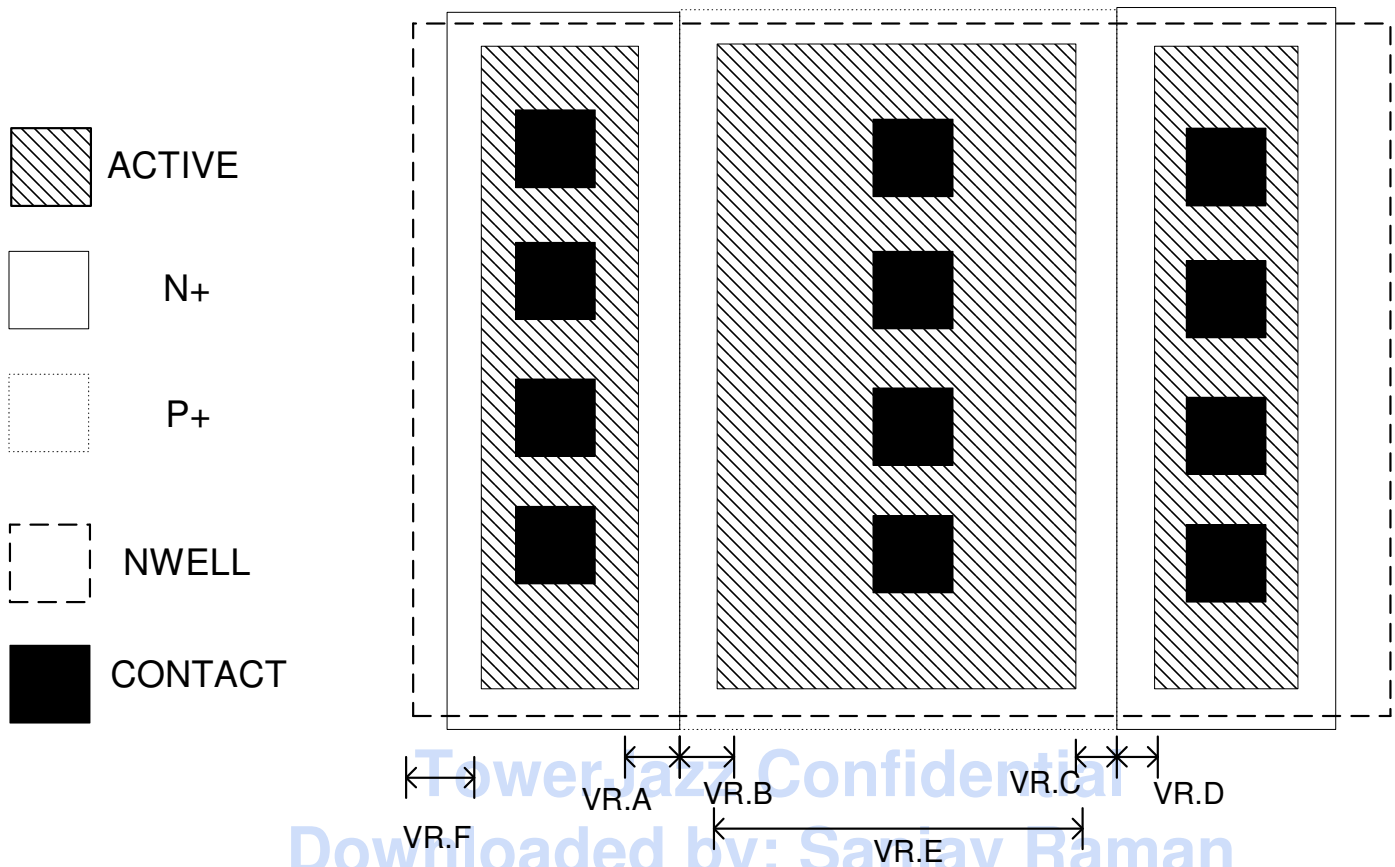 ACTIVE
N+
P+
NWELL
CONTACT
TowerJazz Confidential
VR.A
VR.B
VR.C
VR.D
VR.F
VR.E
Downloaded by: Sanjay Raman